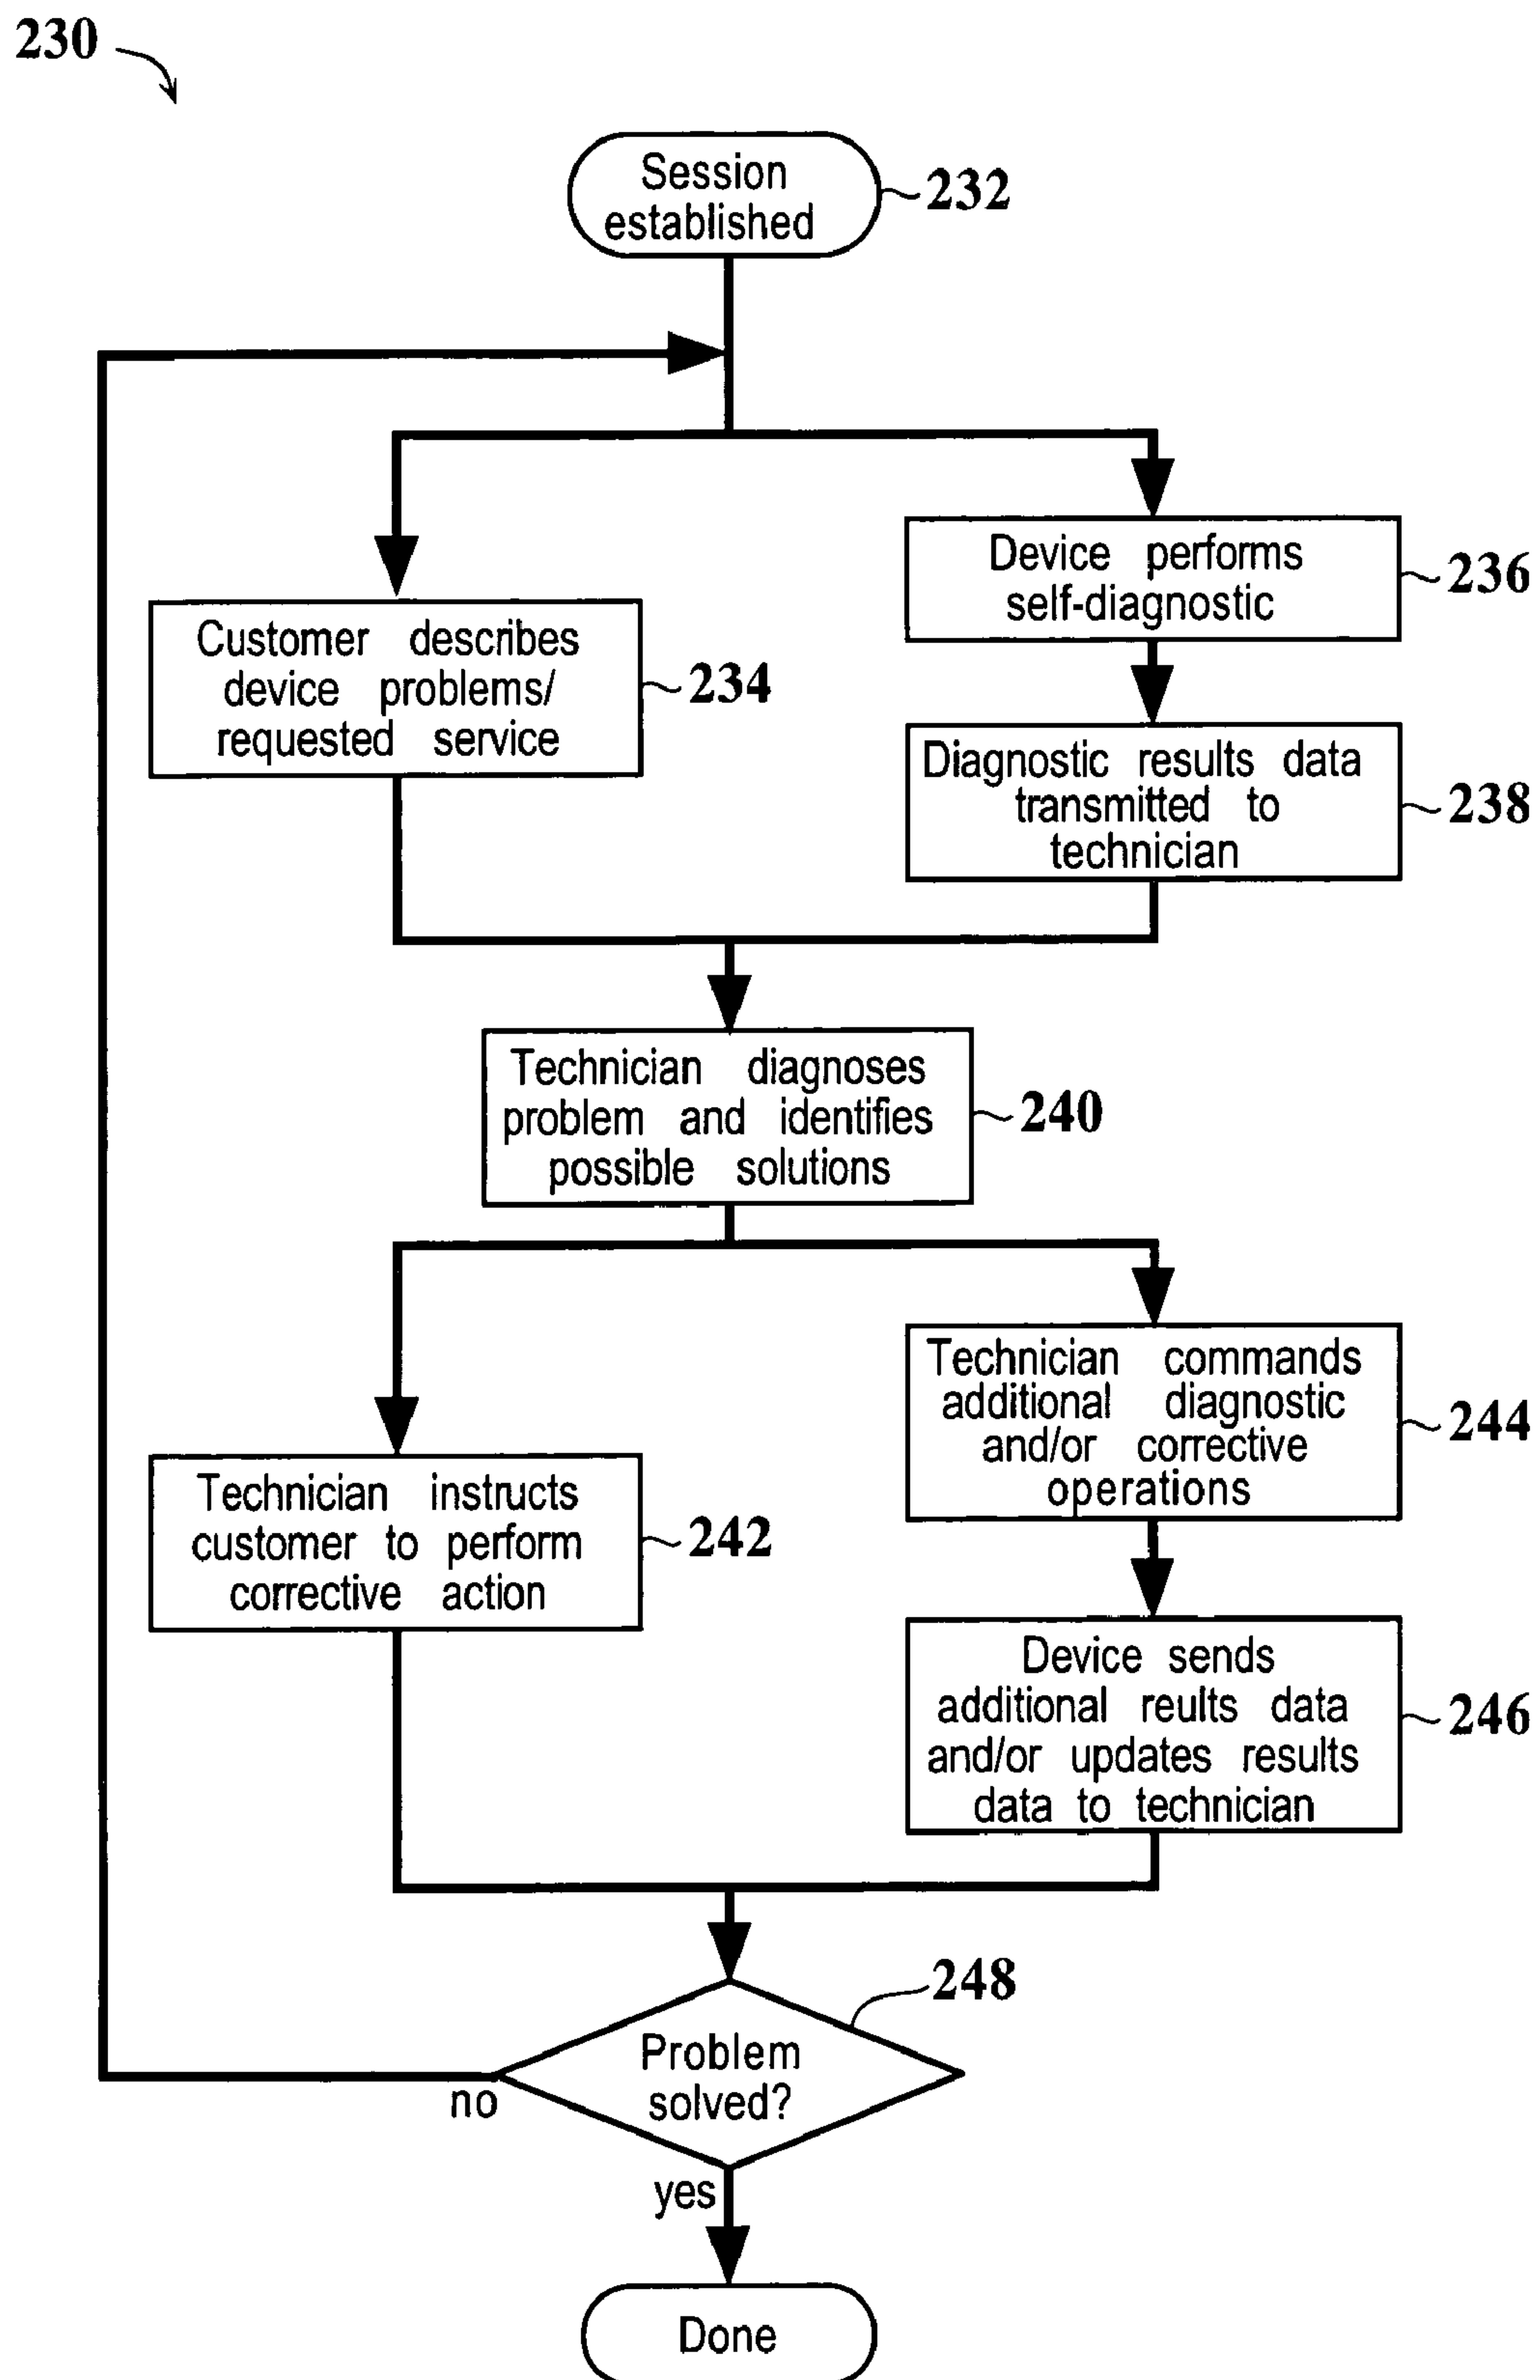 230
Session
established
232
Device performs
self-diagnostic
236
Customer describes
device problems/
requested service
234
Diagnostic results data
transmitted to
technician
238
Technician diagnoses
problem and identifies
possible solutions
240
Technician commands
additional diagnostic
and/or corrective
operations
244
Technician instructs
customer to perform
corrective action
242
Device sends
additional reults data
and/or updates results
data to technician
246
248
Problem
solved?
no
yes
Done